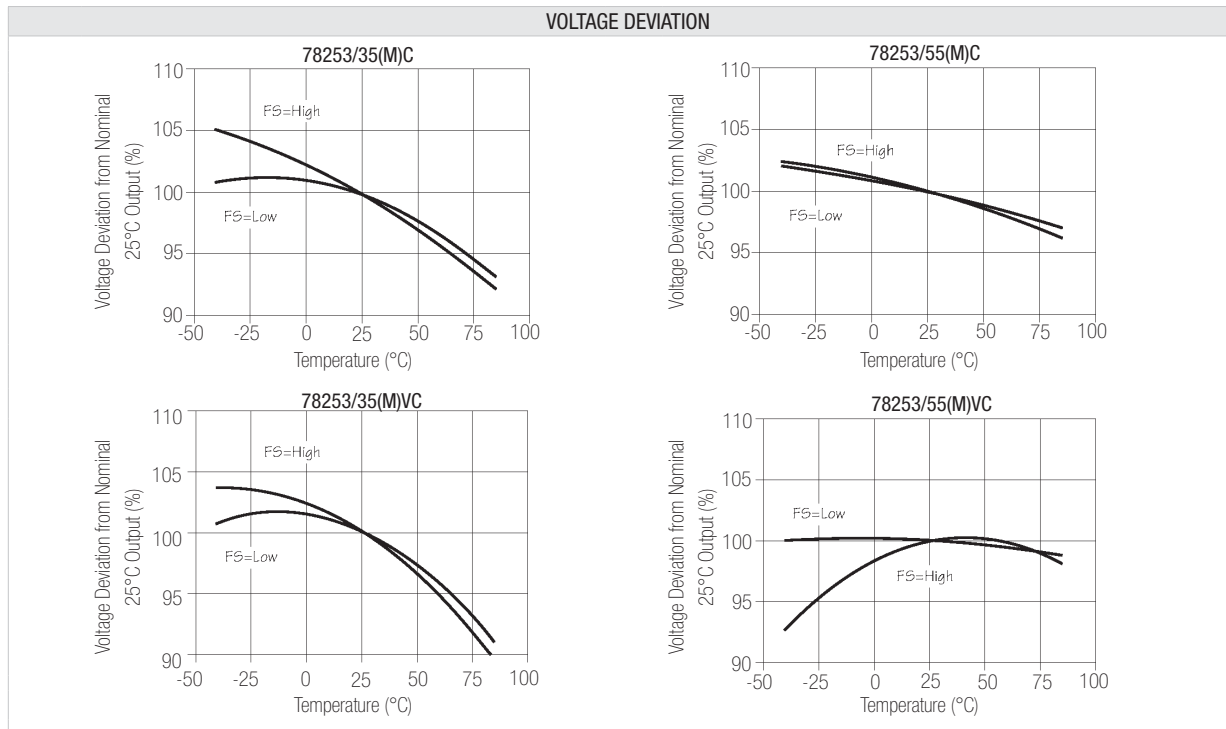 VOLTAGE DEVIATION
78253/35(M)C
Voltage Deviation from Nominal
25°C Output (%)
110
105
100
95
90
FS=High
FS=Low
-50
-25
0
25
50
75
100
Temperature (°C)
78253/55(M)C
Voltage Deviation from Nominal
25°C Output (%)
110
105
100
95
90
FS=High
FS=Low
-50
-25
0
25
50
75
100
Temperature (°C)
78253/35(M)VC
Voltage Deviation from Nominal
25°C Output (%)
110
105
100
95
90
FS=High
FS=Low
-50
-25
0
25
50
75
100
Temperature (°C)
78253/55(M)VC
Voltage Deviation from Nominal
25°C Output (%)
110
105
100
95
90
FS=Low
FS=High
-50
-25
0
25
50
75
100
Temperature (°C)